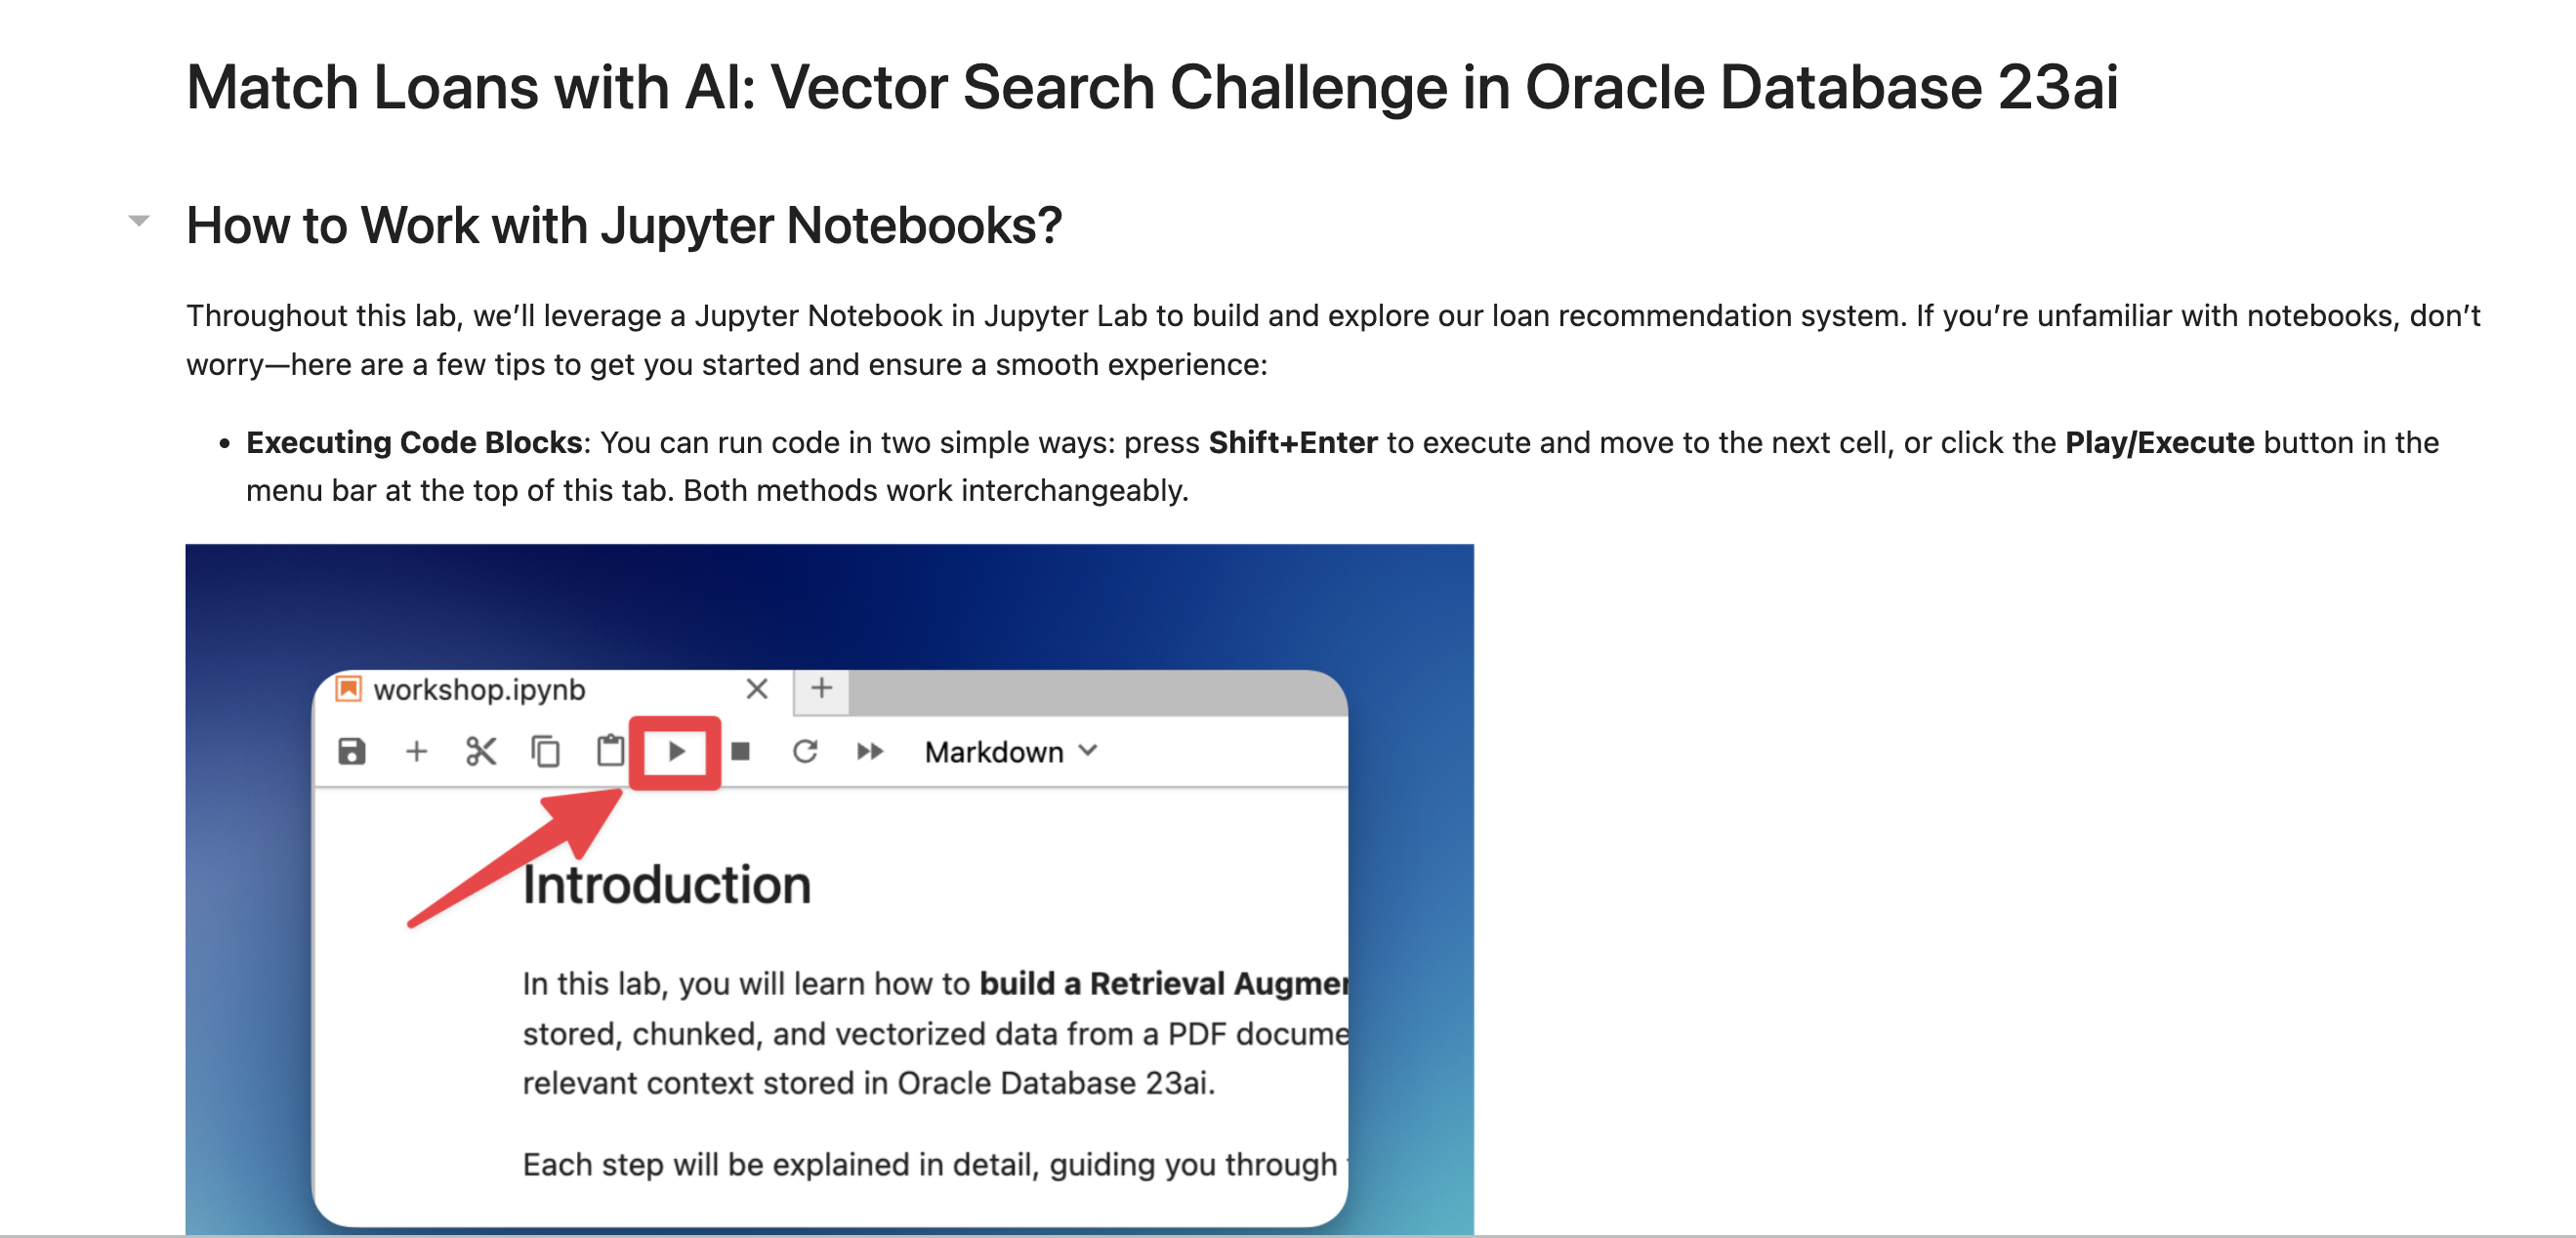 Match Loans with AI: Vector Search Challenge in Oracle Database 23ai
How to Work with Jupyter Notebooks?
Throughout this lab, we’ll leverage a Jupyter Notebook in Jupyter Lab to build and explore our loan recommendation system. If you’re unfamiliar with notebooks, don’t
worry—here are a few tips to get you started and ensure a smooth experience:
• Executing Code Blocks: You can run code in two simple ways: press Shift+Enter to execute and move to the next cell, or click the Play/Execute button in the
menu bar at the top of this tab. Both methods work interchangeably.
workshop.ipynb
Markdown
Introduction
In this lab, you will learn how to build a Retrieval Augmer
stored, chunked, and vectorized data from a PDF docume
relevant context stored in Oracle Database 23ai.
Each step will be explained in detail, guiding you through